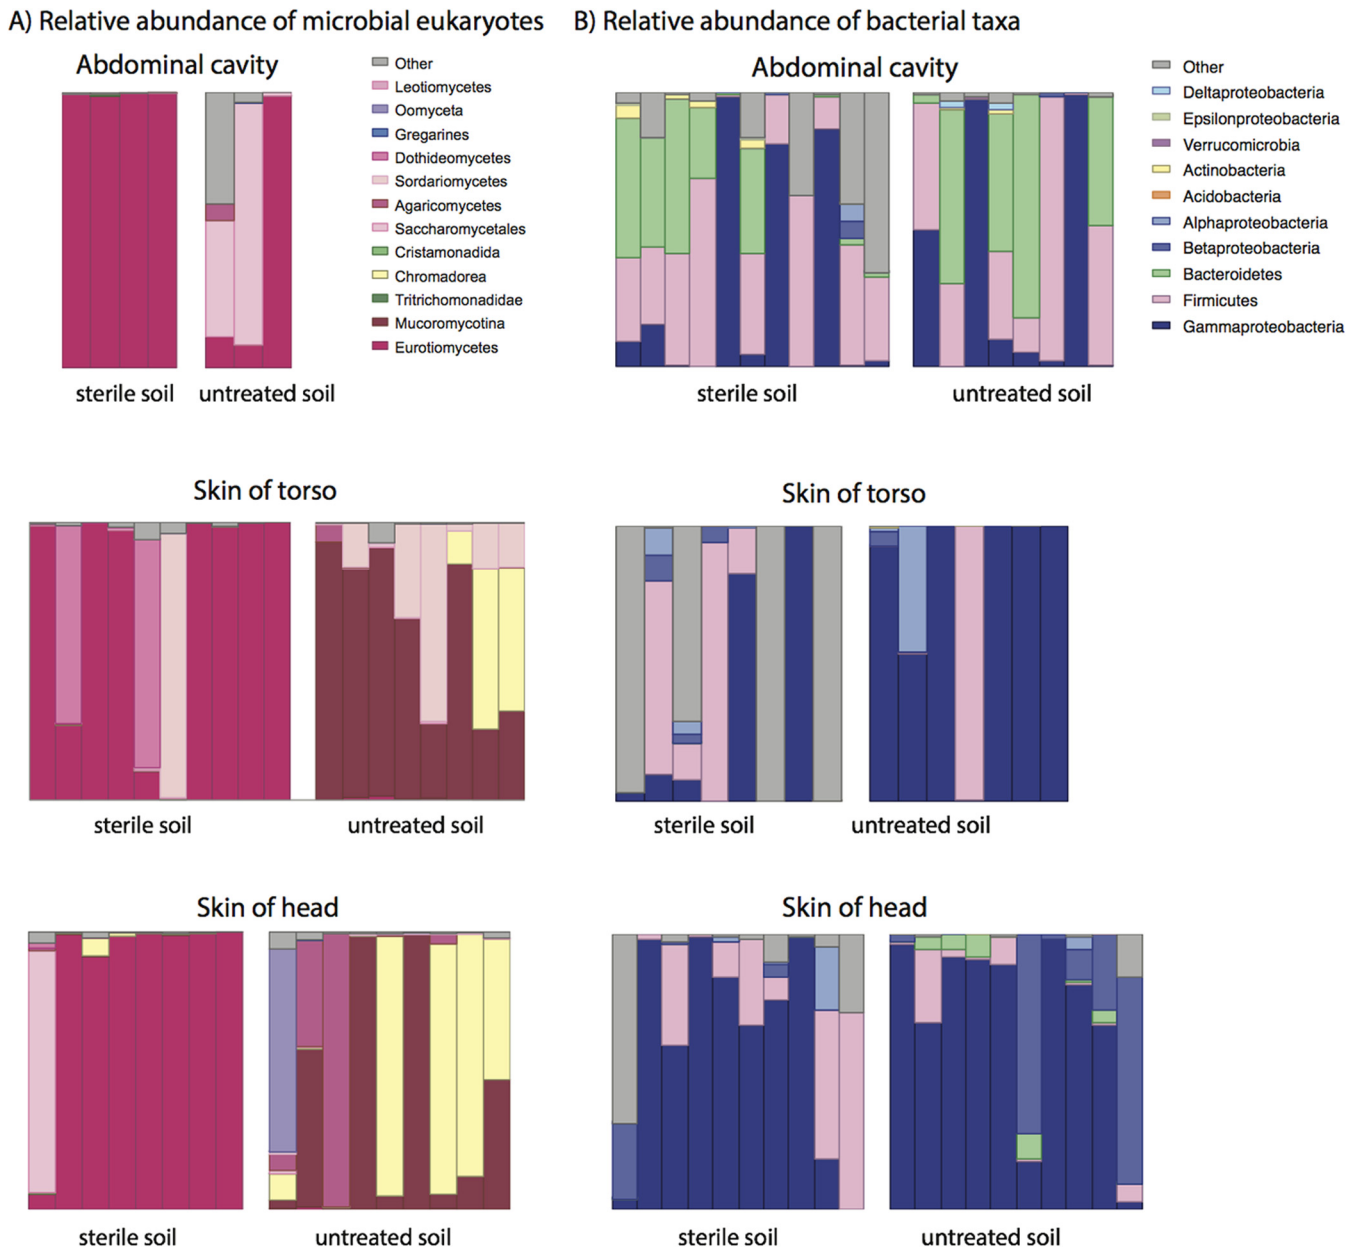 A) Relative abundance of microbial eukaryotes
Abdominal cavity
Other
Leotiomycetes
Oomyceta
Gregarines
Dothideomycetes
Sordariomycetes
Agaricomycetes
Saccharomycetales
Cristamonadida
Chromadorea
Tritrichomonadidae
Mucoromycotina
Eurotiomycetes
sterile soil
untreated soil
Skin of torso
sterile soil
untreated soil
Skin of head
sterile soil
untreated soil
B) Relative abundance of bacterial taxa
Abdominal cavity
Other
Deltaproteobacteria
Epsilonproteobacteria
Verrucomicrobia
Actinobacteria
Acidobacteria
Alphaproteobacteria
Betaproteobacteria
Bacteroidetes
Firmicutes
Gammaproteobacteria
sterile soil
untreated soil
Skin of torso
sterile soil
untreated soil
Skin of head
sterile soil
untreated soil